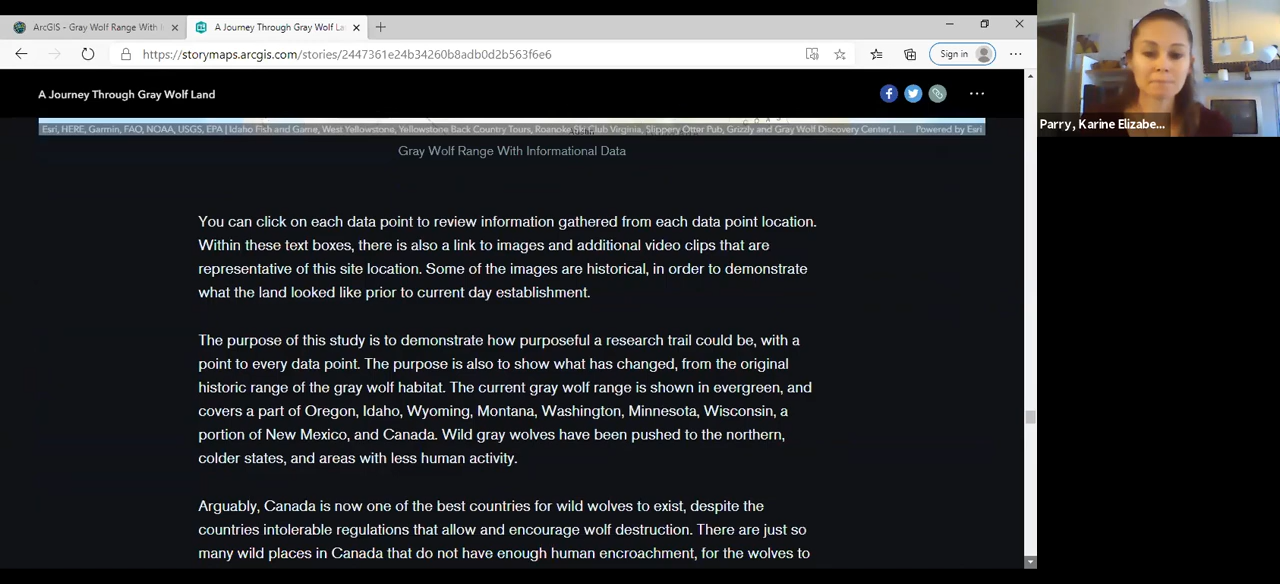 ArcGIS - Gray Wolf Range With I
A Journey Through Gray Wolf La
https://storymaps.arcgis.com/stories/2447361e24b34260b8adb0d2b563f6e6
Sign in
A Journey Through Gray Wolf Land
Esri, HERE, Garmin, FAO, NOAA, USGS, EPA | Idaho Fish and Game, West Yellowstone, Yellowstone Back Country Tours, Roanoke Ski Club Virginia, Slippery Otter Pub, Grizzly and Gray Wolf Discovery Center, I... Powered by Esri
Gray Wolf Range With Informational Data
You can click on each data point to review information gathered from each data point location.
Within these text boxes, there is also a link to images and additional video clips that are
representative of this site location. Some of the images are historical, in order to demonstrate
what the land looked like prior to current day establishment.
The purpose of this study is to demonstrate how purposeful a research trail could be, with a
point to every data point. The purpose is also to show what has changed, from the original
historic range of the gray wolf habitat. The current gray wolf range is shown in evergreen, and
covers a part of Oregon, Idaho, Wyoming, Montana, Washington, Minnesota, Wisconsin, a
portion of New Mexico, and Canada. Wild gray wolves have been pushed to the northern,
colder states, and areas with less human activity.
Arguably, Canada is now one of the best countries for wild wolves to exist, despite the
countries intolerable regulations that allow and encourage wolf destruction. There are just so
many wild places in Canada that do not have enough human encroachment, for the wolves to
Parry, Karine Elizabe...